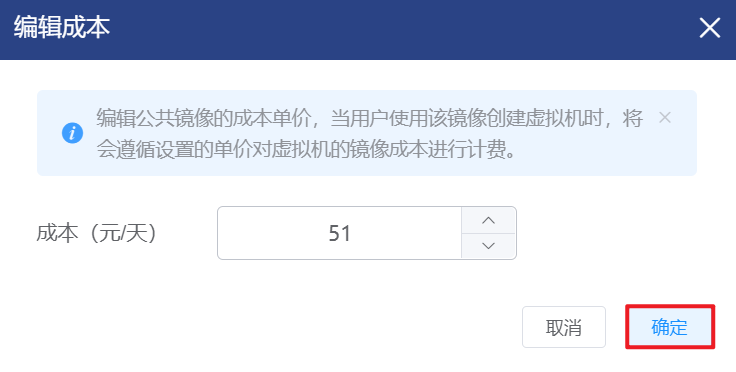 编辑成本
编辑公共镜像的成本单价，当用户使用该镜像创建虚拟机时，将
会遵循设置的单价对虚拟机的镜像成本进行计费。
成本（元/天）
51
取消
确定